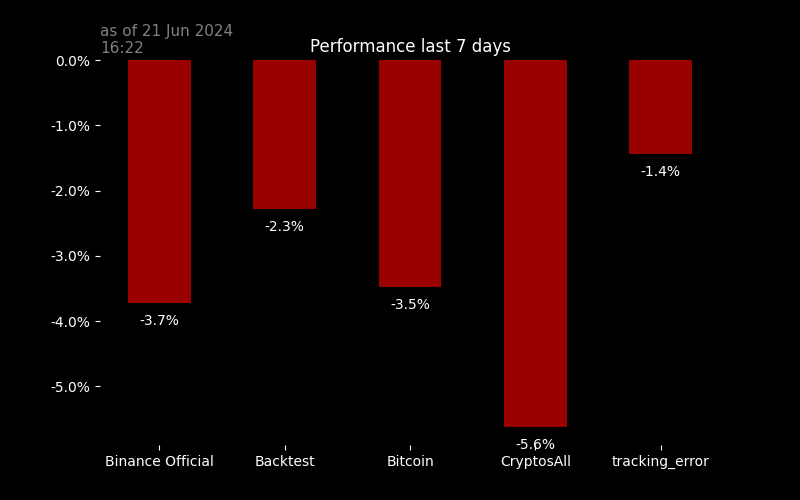 as of 21 Jun 2024
16:22
Performance last 7 days
0.0%
-1.0%
-2.0%
-3.0%
-4.0%
-5.0%
-3.7%
-2.3%
-3.5%
-5.6%
-1.4%
Binance Official
Backtest
Bitcoin
CryptosAll
tracking_error